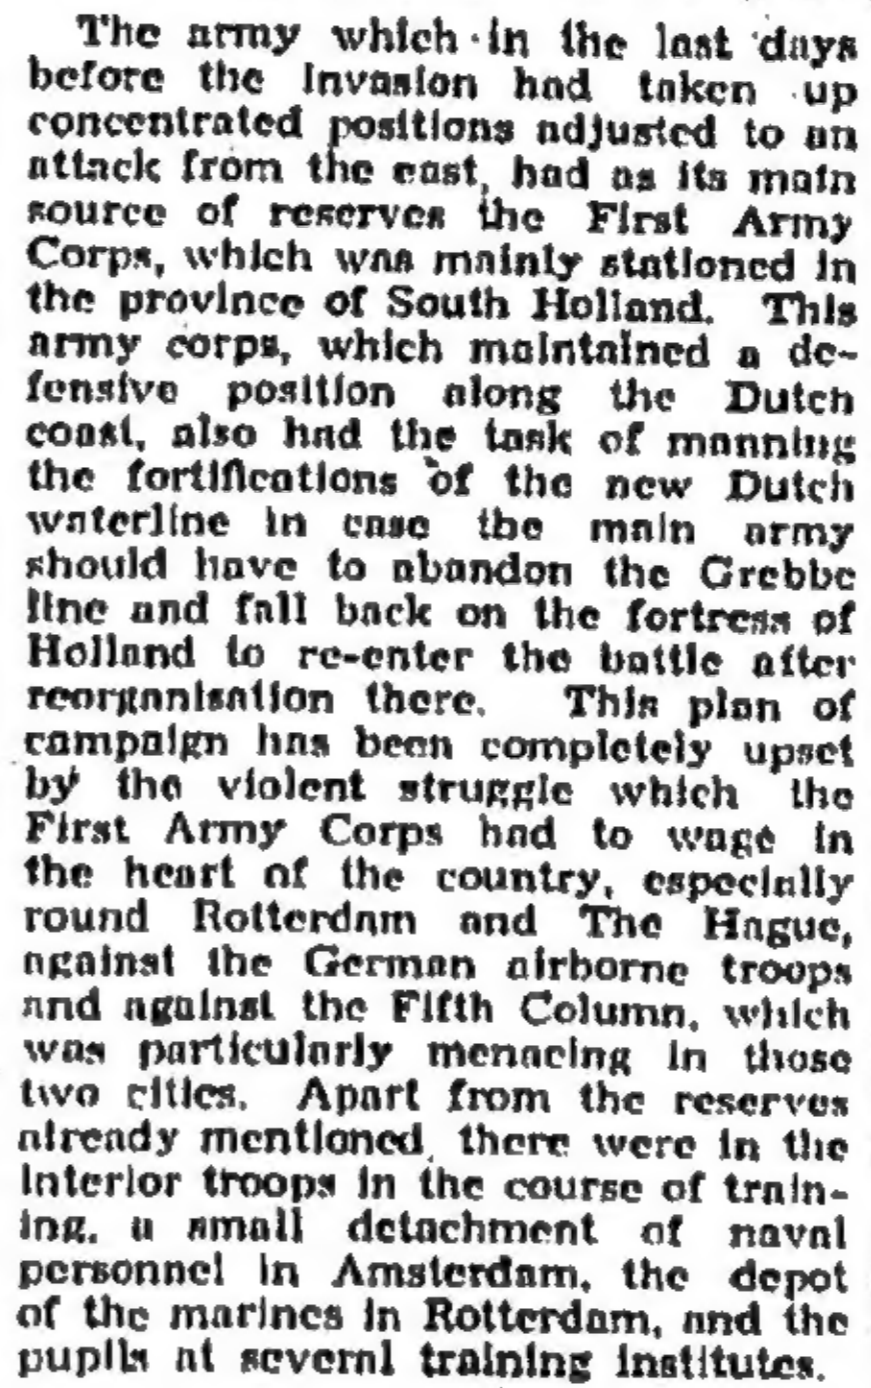 The army which in the last days
before the invasion had taken up
concentrated positions adjusted to an
attack from the east, had as its main
source of reserves the First Army
Corps, which was mainly stationed in
the province of South Holland. This
army corps, which maintained a de-
fensive position along the Dutch
coast, also had the task of manning
the fortifications of the new Dutch
waterline in case the main army
should have to abandon the Grebbe
line and fall back on the fortress of
Holland to re-enter the battle after
reorganisation there. This plan of
campaign has been completely upset
by the violent struggle which the
First Army Corps had to wage in
the heart of the country, especially
round Rotterdam and The Hague,
against the German airborne troops
and against the Fifth Column, which
was particularly menacing in those
two cities. Apart from the reserves
already mentioned, there were in the
interior troops in the course of train-
ing, a small detachment of naval
personnel in Amsterdam, the depot
of the marines in Rotterdam, and the
pupils at several training institutes.